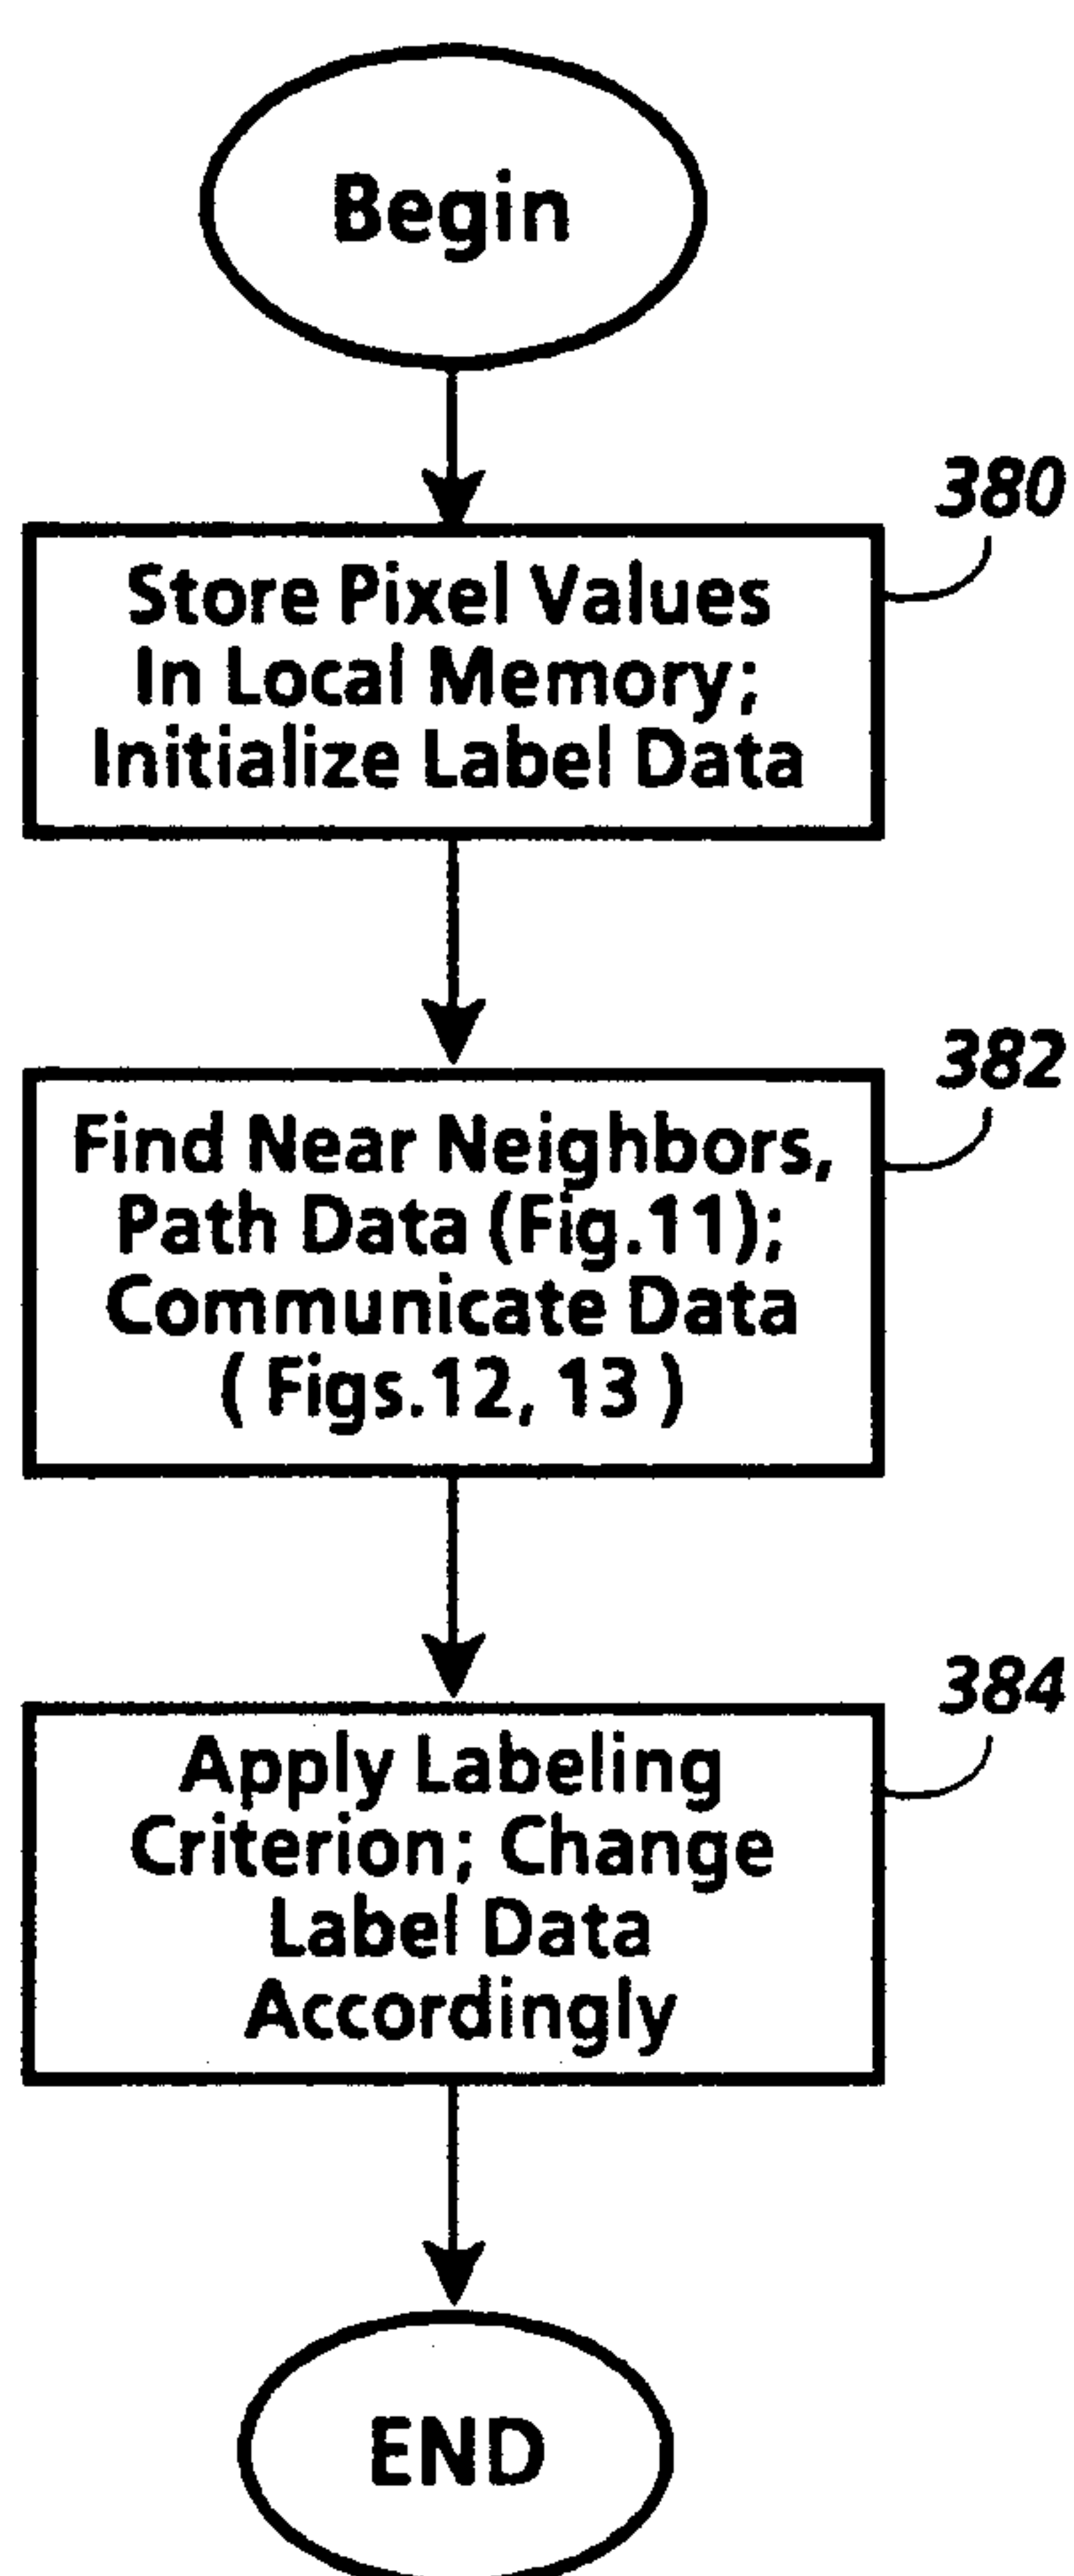 Begin
380
Store Pixel Values
In Local Memory;
Initialize Label Data
382
Find Near Neighbors,
Path Data (Fig.11);
Communicate Data
( Figs.12, 13 )
384
Apply Labeling
Criterion; Change
Label Data
Accordingly
END